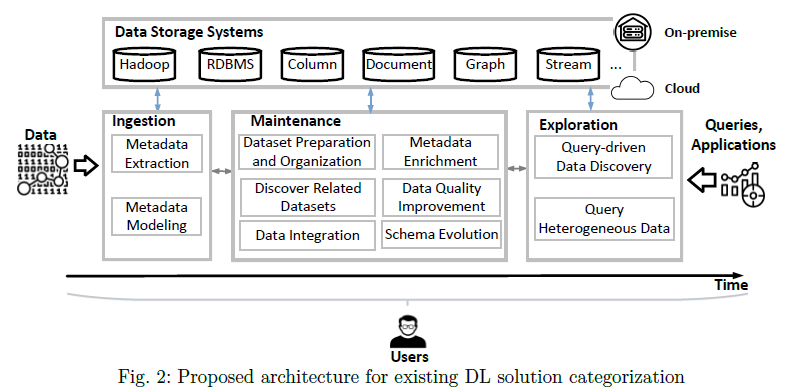 Data Storage Systems
On-premise
Hadoop RDBMS Column Document Graph Stream ...
Cloud
Data
Ingestion
Metadata
Extraction
Metadata
Modeling
Maintenance
Dataset Preparation
and Organization
Metadata
Enrichment
Discover Related
Datasets
Data Quality
Improvement
Data Integration
Schema Evolution
Exploration
Query-driven
Data Discovery
Query
Heterogeneous Data
Queries,
Applications
Time
Users
Fig. 2: Proposed architecture for existing DL solution categorization